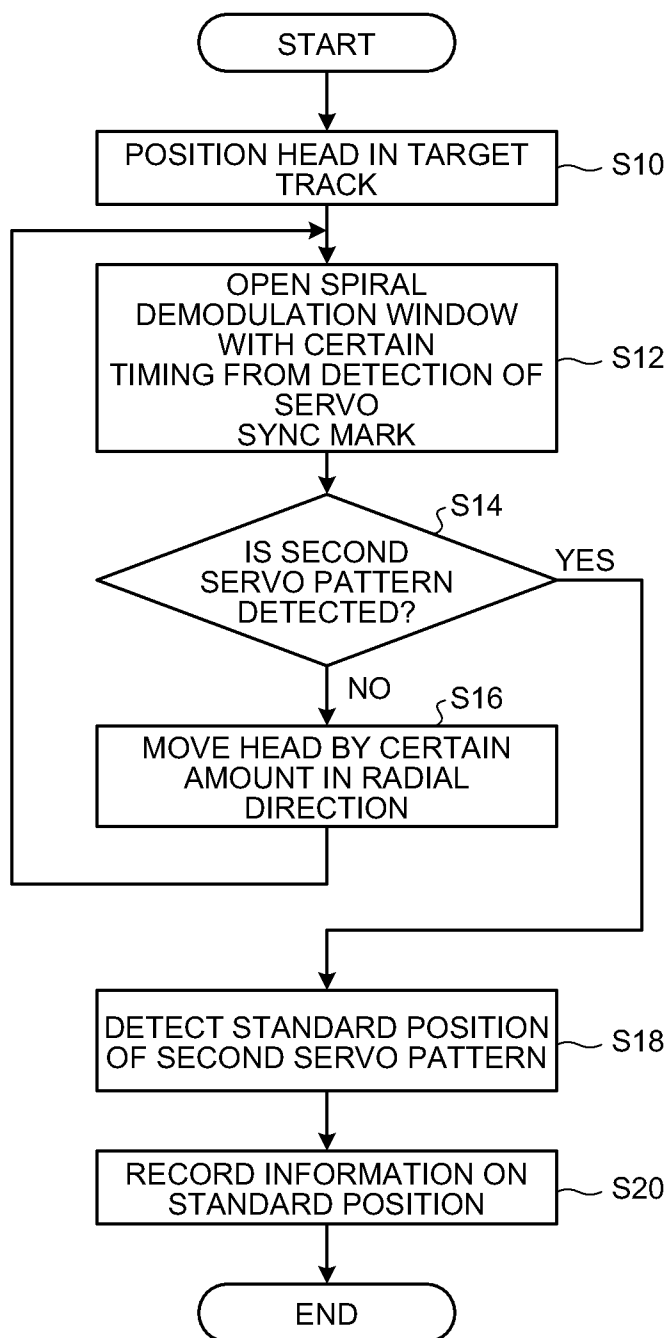 START
POSITION HEAD IN TARGET
TRACK
S10
OPEN SPIRAL
DEMODULATION WINDOW
WITH CERTAIN
TIMING FROM DETECTION OF
SERVO
SYNC MARK
S12
S14
IS SECOND
SERVO PATTERN
DETECTED?
YES
NO
S16
MOVE HEAD BY CERTAIN
AMOUNT IN RADIAL
DIRECTION
DETECT STANDARD POSITION
OF SECOND SERVO PATTERN
S18
RECORD INFORMATION ON
STANDARD POSITION
S20
END